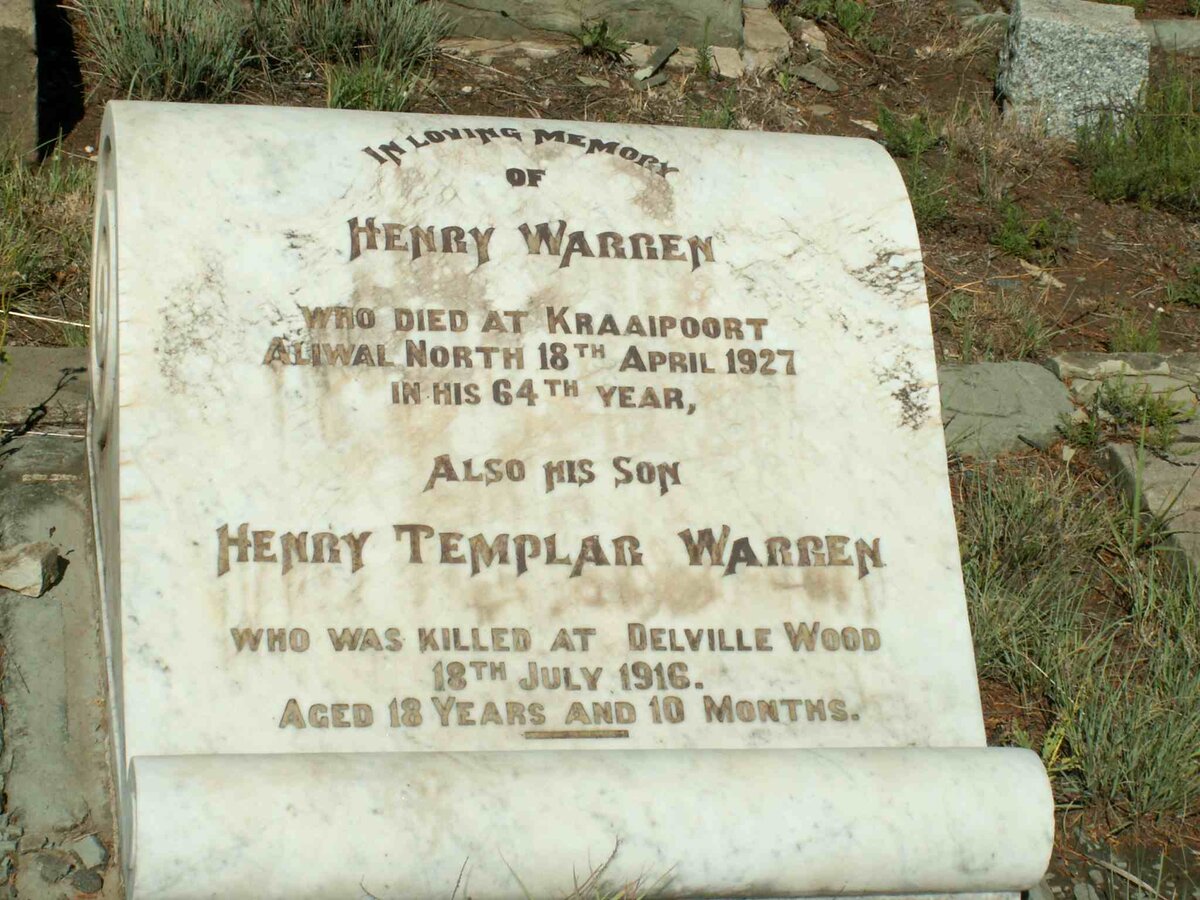 In Loving Memory
of
Henry Warren
who died at Kraaipoort
Aliwal North 18th April 1927
in his 64th year,
Also his Son
Henry Templar Warren
who was killed at Delville Wood
18th July 1916.
Aged 18 Years and 10 Months.